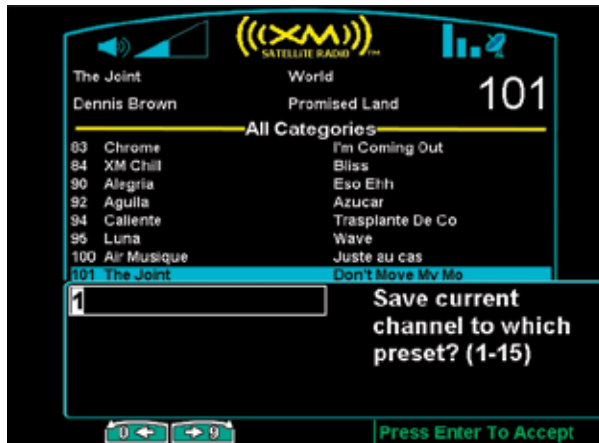 ((XM))
SATELLITE RADIO TM
The Joint World
Dennis Brown Promised Land 101
All Categories
83 Chrome I'm Coming Out
84 XM Chill Bliss
90 Alegria Eso Ehh
92 Aguila Azucar
94 Caliente Trasplante De Co
95 Luna Wave
100 Air Musique Juste au cas
101 The Joint Don't Move My Mo
1
Save current
channel to which
preset? (1-15)
0 9
Press Enter To Accept